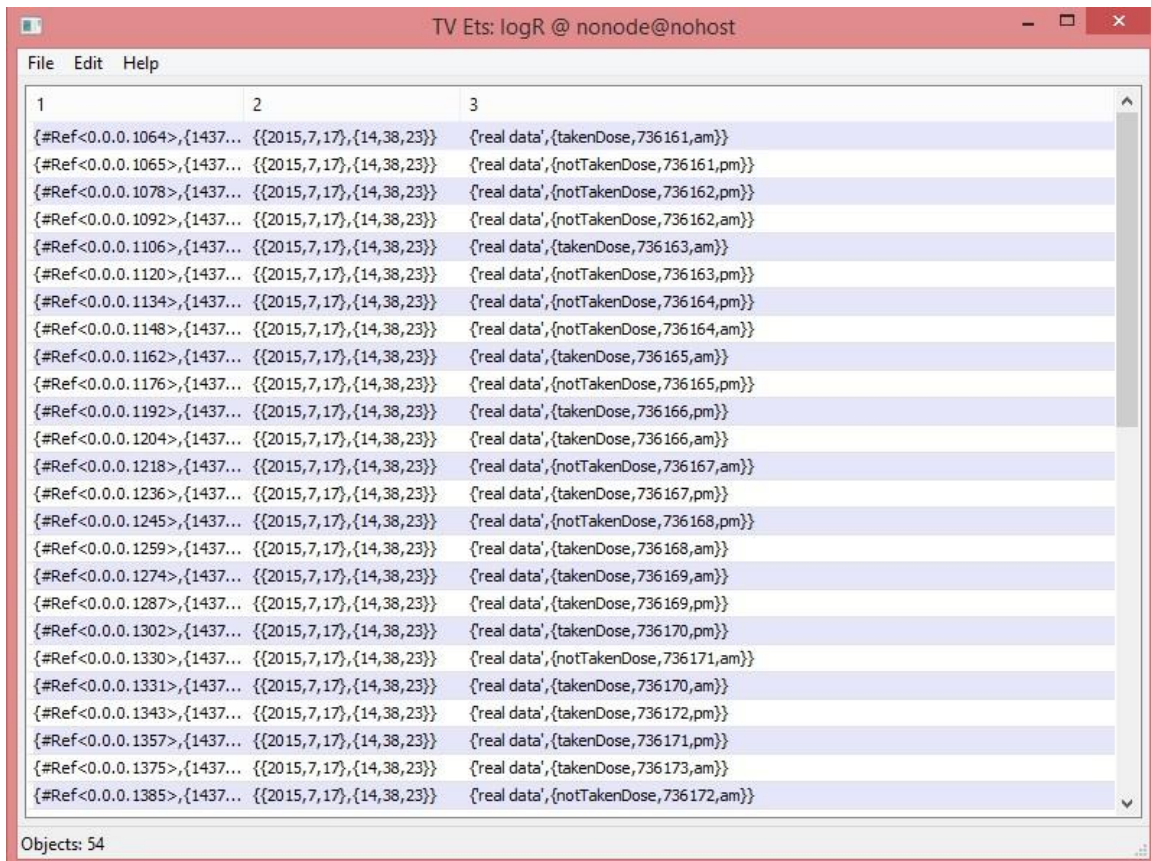 TV Ets: logR @ nonode@nohost
File Edit Help
1 2 3
{#Ref<0.0.0.1064>,{1437... {{2015,7,17},{14,38,23}} {'real data',{takenDose,736161,am}}
{#Ref<0.0.0.1065>,{1437... {{2015,7,17},{14,38,23}} {'real data',{notTakenDose,736161,pm}}
{#Ref<0.0.0.1078>,{1437... {{2015,7,17},{14,38,23}} {'real data',{notTakenDose,736162,pm}}
{#Ref<0.0.0.1092>,{1437... {{2015,7,17},{14,38,23}} {'real data',{notTakenDose,736162,am}}
{#Ref<0.0.0.1106>,{1437... {{2015,7,17},{14,38,23}} {'real data',{takenDose,736163,am}}
{#Ref<0.0.0.1120>,{1437... {{2015,7,17},{14,38,23}} {'real data',{notTakenDose,736163,pm}}
{#Ref<0.0.0.1134>,{1437... {{2015,7,17},{14,38,23}} {'real data',{notTakenDose,736164,pm}}
{#Ref<0.0.0.1148>,{1437... {{2015,7,17},{14,38,23}} {'real data',{notTakenDose,736164,am}}
{#Ref<0.0.0.1162>,{1437... {{2015,7,17},{14,38,23}} {'real data',{takenDose,736165,am}}
{#Ref<0.0.0.1176>,{1437... {{2015,7,17},{14,38,23}} {'real data',{notTakenDose,736165,pm}}
{#Ref<0.0.0.1192>,{1437... {{2015,7,17},{14,38,23}} {'real data',{takenDose,736166,pm}}
{#Ref<0.0.0.1204>,{1437... {{2015,7,17},{14,38,23}} {'real data',{takenDose,736166,am}}
{#Ref<0.0.0.1218>,{1437... {{2015,7,17},{14,38,23}} {'real data',{notTakenDose,736167,am}}
{#Ref<0.0.0.1236>,{1437... {{2015,7,17},{14,38,23}} {'real data',{takenDose,736167,pm}}
{#Ref<0.0.0.1245>,{1437... {{2015,7,17},{14,38,23}} {'real data',{notTakenDose,736168,pm}}
{#Ref<0.0.0.1259>,{1437... {{2015,7,17},{14,38,23}} {'real data',{takenDose,736168,am}}
{#Ref<0.0.0.1274>,{1437... {{2015,7,17},{14,38,23}} {'real data',{takenDose,736169,am}}
{#Ref<0.0.0.1287>,{1437... {{2015,7,17},{14,38,23}} {'real data',{takenDose,736169,pm}}
{#Ref<0.0.0.1302>,{1437... {{2015,7,17},{14,38,23}} {'real data',{takenDose,736170,pm}}
{#Ref<0.0.0.1330>,{1437... {{2015,7,17},{14,38,23}} {'real data',{notTakenDose,736171,am}}
{#Ref<0.0.0.1331>,{1437... {{2015,7,17},{14,38,23}} {'real data',{takenDose,736170,am}}
{#Ref<0.0.0.1343>,{1437... {{2015,7,17},{14,38,23}} {'real data',{takenDose,736172,pm}}
{#Ref<0.0.0.1357>,{1437... {{2015,7,17},{14,38,23}} {'real data',{takenDose,736171,pm}}
{#Ref<0.0.0.1375>,{1437... {{2015,7,17},{14,38,23}} {'real data',{takenDose,736173,am}}
{#Ref<0.0.0.1385>,{1437... {{2015,7,17},{14,38,23}} {'real data',{notTakenDose,736172,am}}
Objects: 54